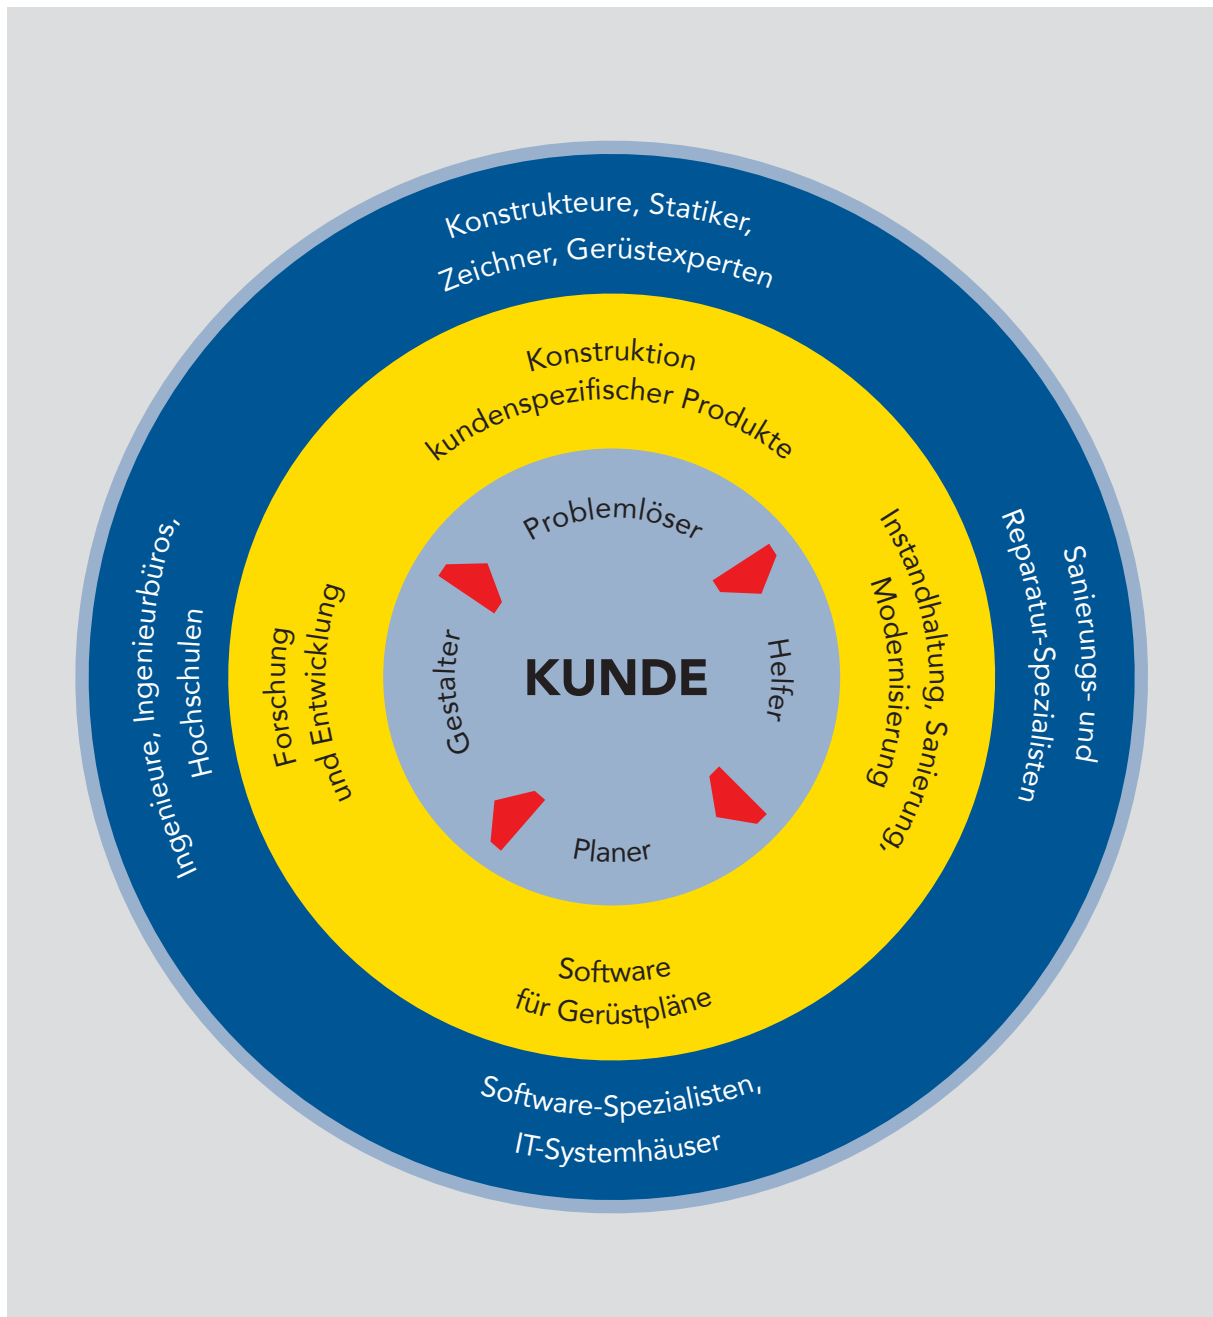 Konstrukteure, Statiker,
Zeichner, Gerüstexperten
Konstruktion
kundenspezifischer Produkte
Problemlöser
Ingenieure, Ingenieurbüros,
Hochschulen
Forschung
und Entwicklung
Gestalter
KUNDE
Helfer
Instandhaltung, Sanierung,
Modernisierung
Sanierungs- und
Reparatur-Spezialisten
Planer
Software
für Gerüstpläne
Software-Spezialisten,
IT-Systemhäuser